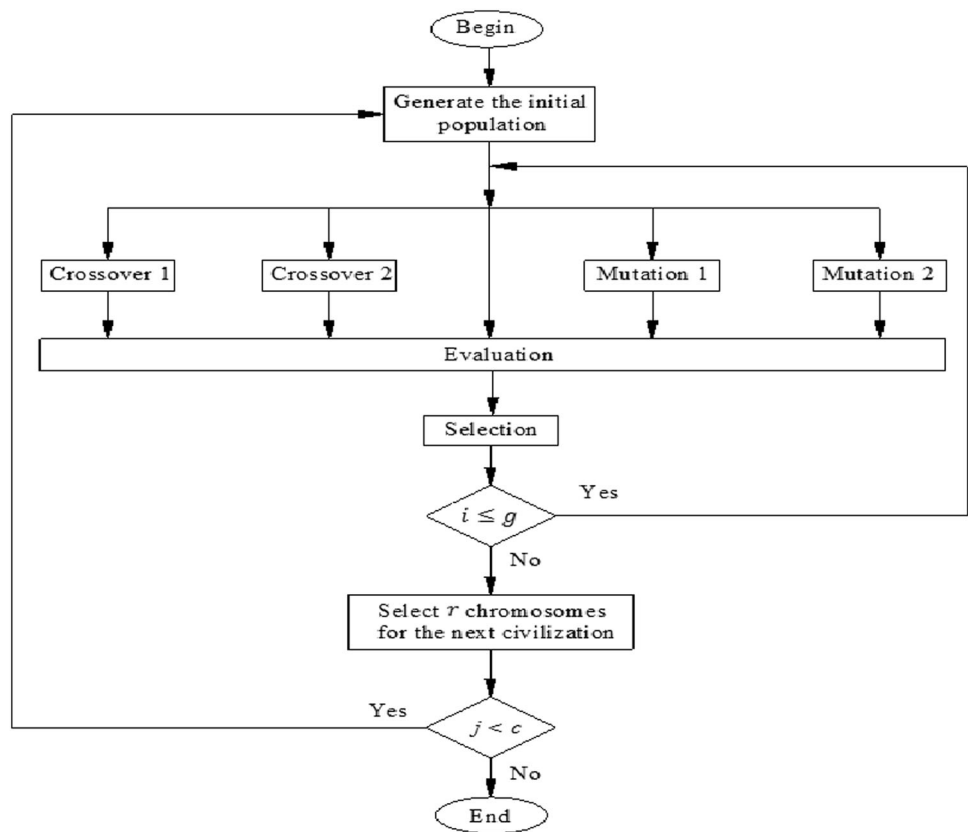 Begin
Generate the initial
population
Crossover 1
Crossover 2
Mutation 1
Mutation 2
Evaluation
Selection
i ≤ g
Yes
No
Select r chromosomes
for the next civilization
Yes
j < c
No
End